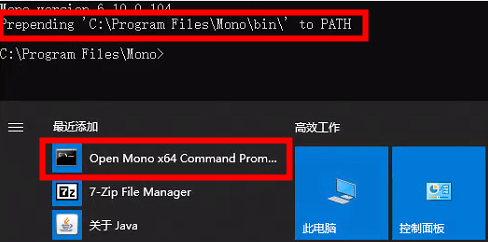 Mono version 6.10.0.104
Prepending 'C:\Program Files\Mono\bin\' to PATH
C:\Program Files\Mono>
最近添加
高效工作
Open Mono x64 Command Prom...
7-Zip File Manager
关于 Java
此电脑
控制面板